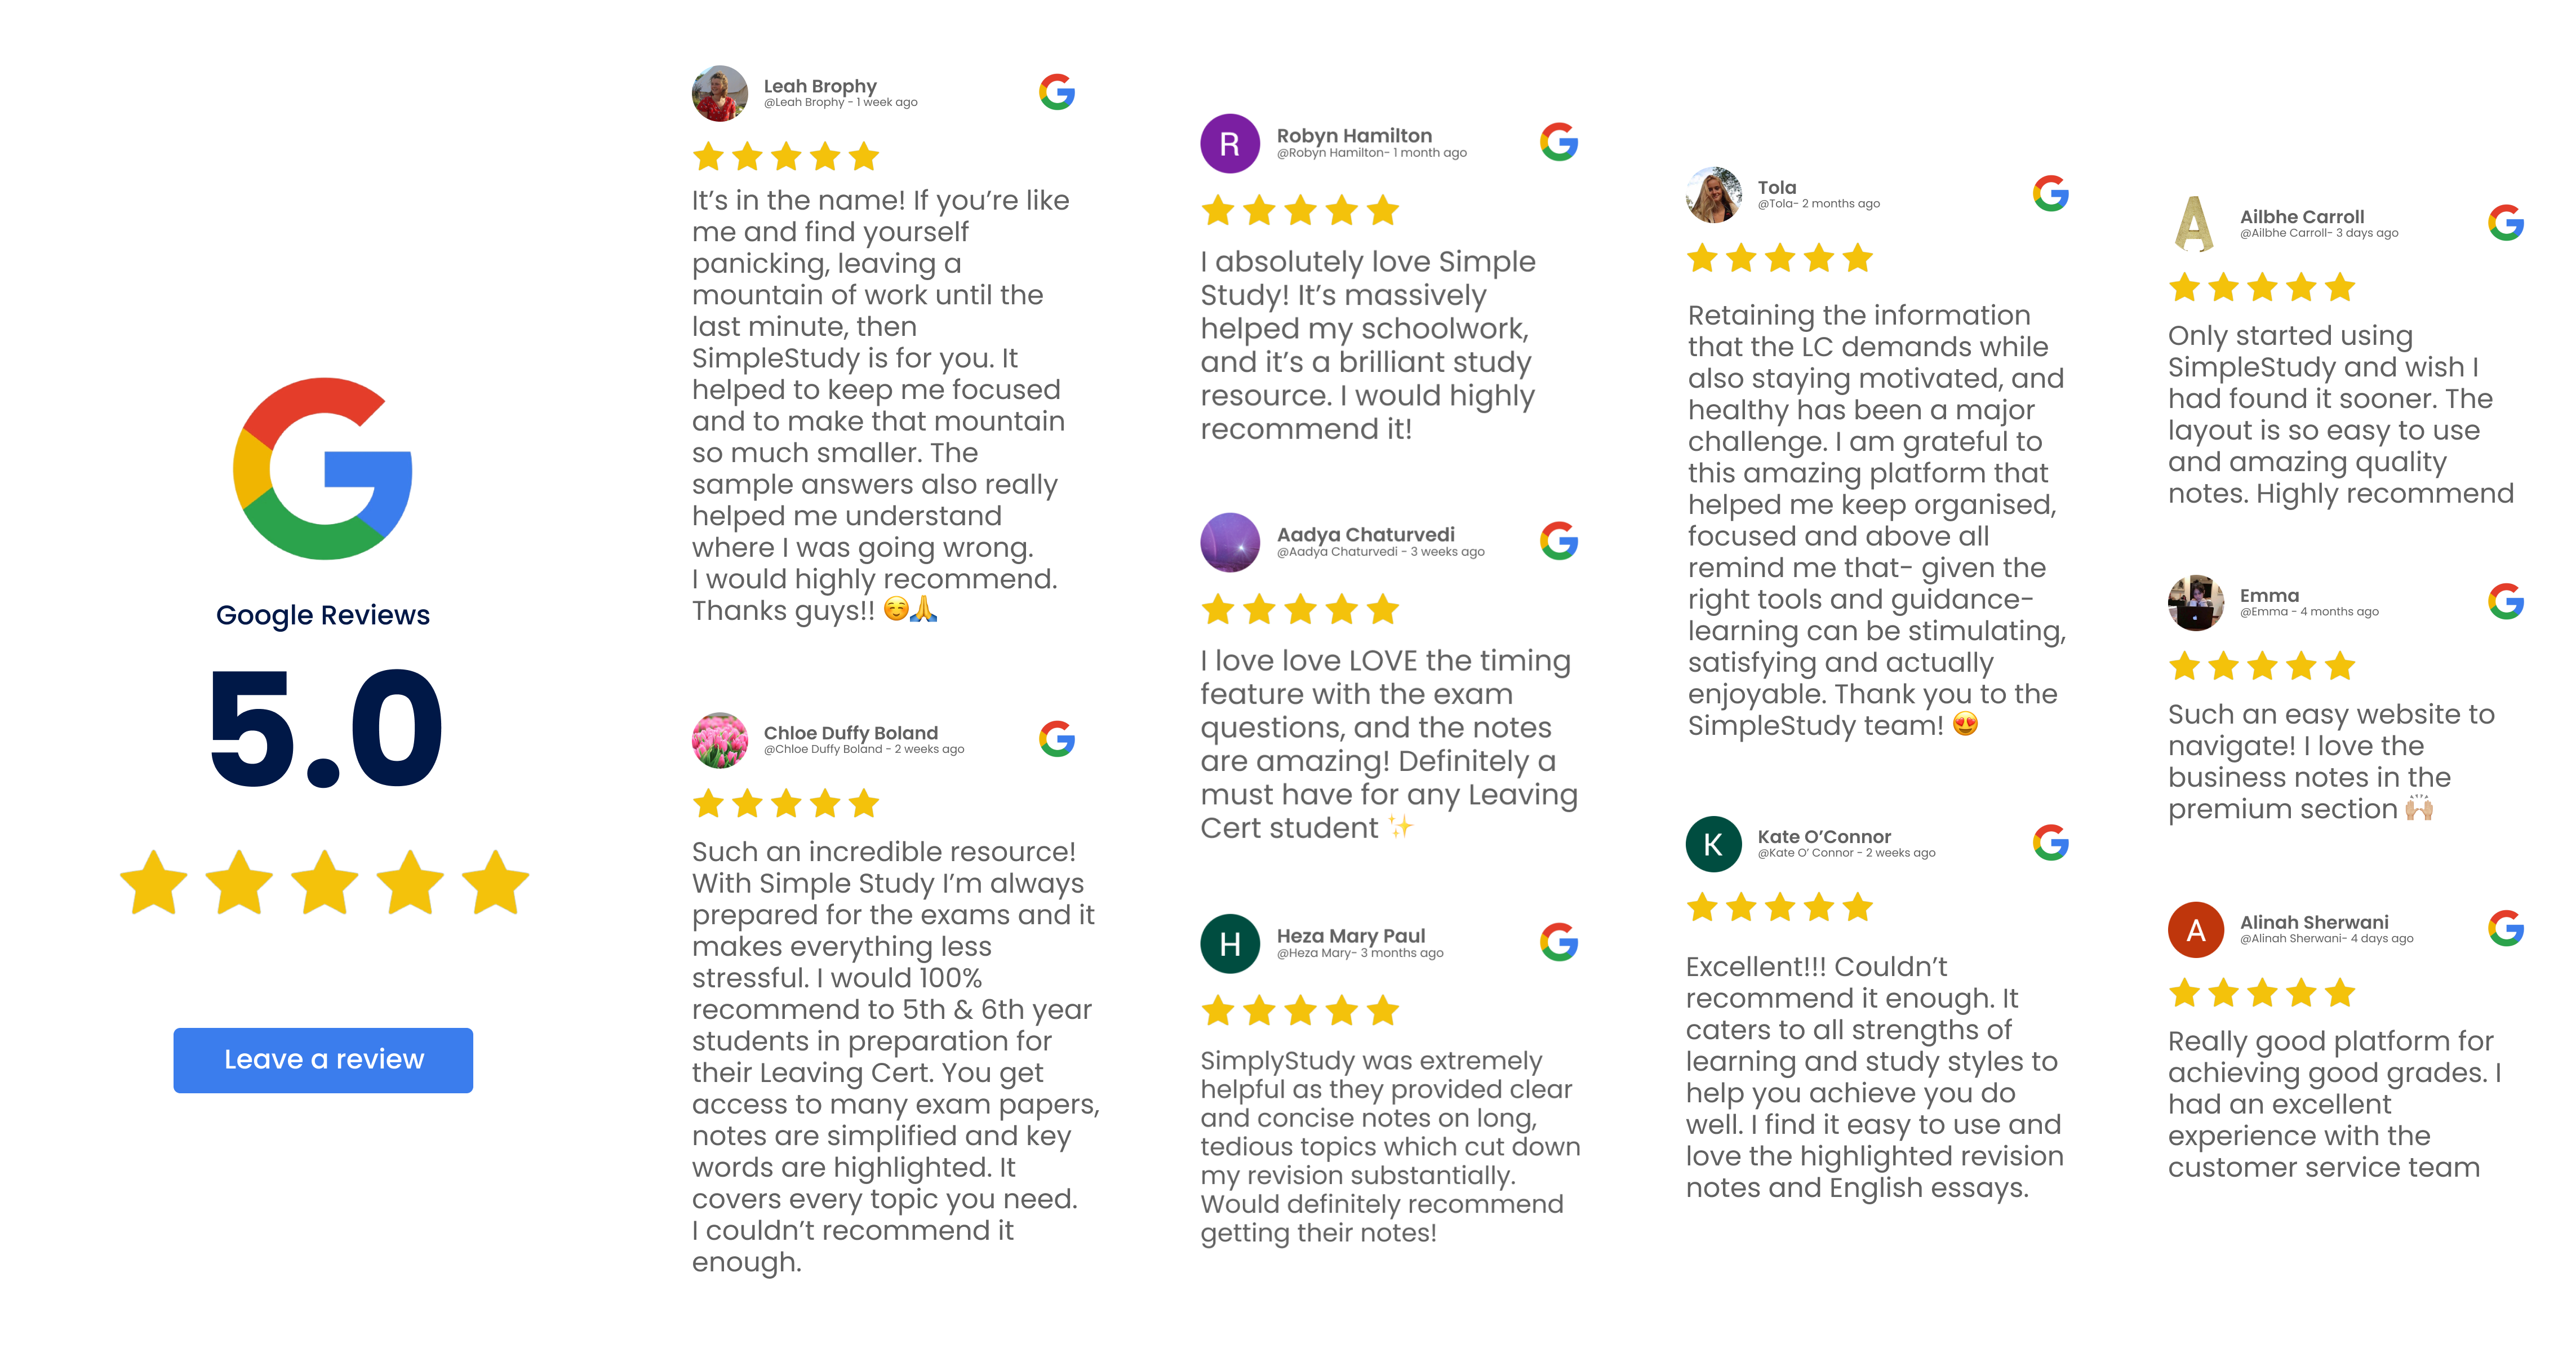 Google Reviews
5.0
Leave a review
Leah Brophy
@Leah Brophy - 1 week ago
It’s in the name! If you’re like
me and find yourself
panicking, leaving a
mountain of work until the
last minute, then
SimpleStudy is for you. It
helped to keep me focused
and to make that mountain
so much smaller. The
sample answers also really
helped me understand
where I was going wrong.
I would highly recommend.
Thanks guys!! ☺️🙏
Chloe Duffy Boland
@Chloe Duffy Boland - 2 weeks ago
Such an incredible resource!
With Simple Study I’m always
prepared for the exams and it
makes everything less
stressful. I would 100%
recommend to 5th & 6th year
students in preparation for
their Leaving Cert. You get
access to many exam papers,
notes are simplified and key
words are highlighted. It
covers every topic you need.
I couldn’t recommend it
enough.
R
Robyn Hamilton
@Robyn Hamilton- 1 month ago
I absolutely love Simple
Study! It’s massively
helped my schoolwork,
and it’s a brilliant study
resource. I would highly
recommend it!
Aadya Chaturvedi
@Aadya Chaturvedi - 3 weeks ago
I love love LOVE the timing
feature with the exam
questions, and the notes
are amazing! Definitely a
must have for any Leaving
Cert student ✨
H
Heza Mary Paul
@Heza Mary- 3 months ago
SimplyStudy was extremely
helpful as they provided clear
and concise notes on long,
tedious topics which cut down
my revision substantially.
Would definitely recommend
getting their notes!
Tola
@Tola- 2 months ago
Retaining the information
that the LC demands while
also staying motivated, and
healthy has been a major
challenge. I am grateful to
this amazing platform that
helped me keep organised,
focused and above all
remind me that- given the
right tools and guidance-
learning can be stimulating,
satisfying and actually
enjoyable. Thank you to the
SimpleStudy team! 😍
K
Kate O’Connor
@Kate O’ Connor - 2 weeks ago
Excellent!!! Couldn’t
recommend it enough. It
caters to all strengths of
learning and study styles to
help you achieve you do
well. I find it easy to use and
love the highlighted revision
notes and English essays.
A
Ailbhe Carroll
@Ailbhe Carroll- 3 days ago
Only started using
SimpleStudy and wish I
had found it sooner. The
layout is so easy to use
and amazing quality
notes. Highly recommend
Emma
@Emma - 4 months ago
Such an easy website to
navigate! I love the
business notes in the
premium section 🙌🏼
A
Alinah Sherwani
@Alinah Sherwani- 4 days ago
Really good platform for
achieving good grades. I
had an excellent
experience with the
customer service team